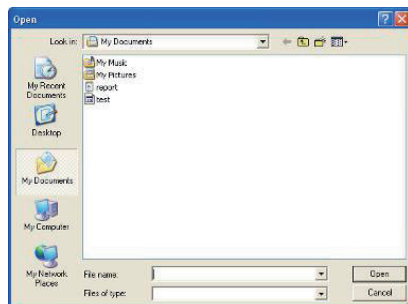 Open
Look in:
My Documents
My Music
My Pictures
report
test
My Recent
Documents
Desktop
My Documents
My Computer
My Network
Places
File name:
Open
Files of type:
Cancel